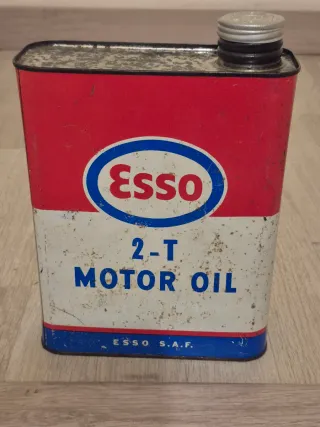 Esso
2-T
MOTOR OIL
ESSO S.A.F.